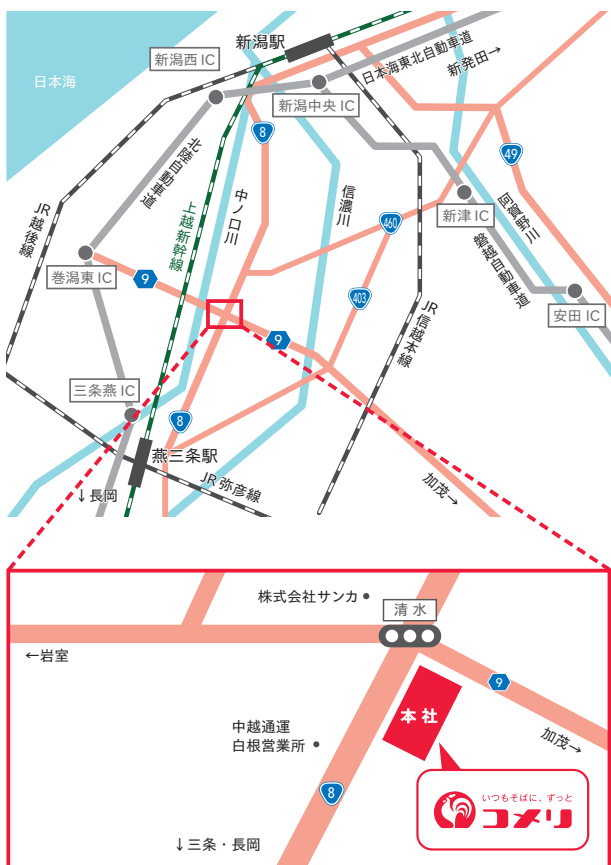 新潟駅
新潟西 IC
日本海
日本海東北自動車道
新発田→
新潟中央 IC
8
49
北陸自動車道
中ノ口川
信濃川
阿賀野川
新津 IC
JR 越後線
上越新幹線
460
磐越自動車道
巻潟東 IC
9
403
安田 IC
JR 信越本線
9
三条燕 IC
8
燕三条駅
JR 弥彦線
↓長岡
加茂→
株式会社サンカ
清 水
←岩室
9
本 社
中越通運
白根営業所
加茂→
8
いつもそばに、ずっと
コメリ
↓三条・長岡